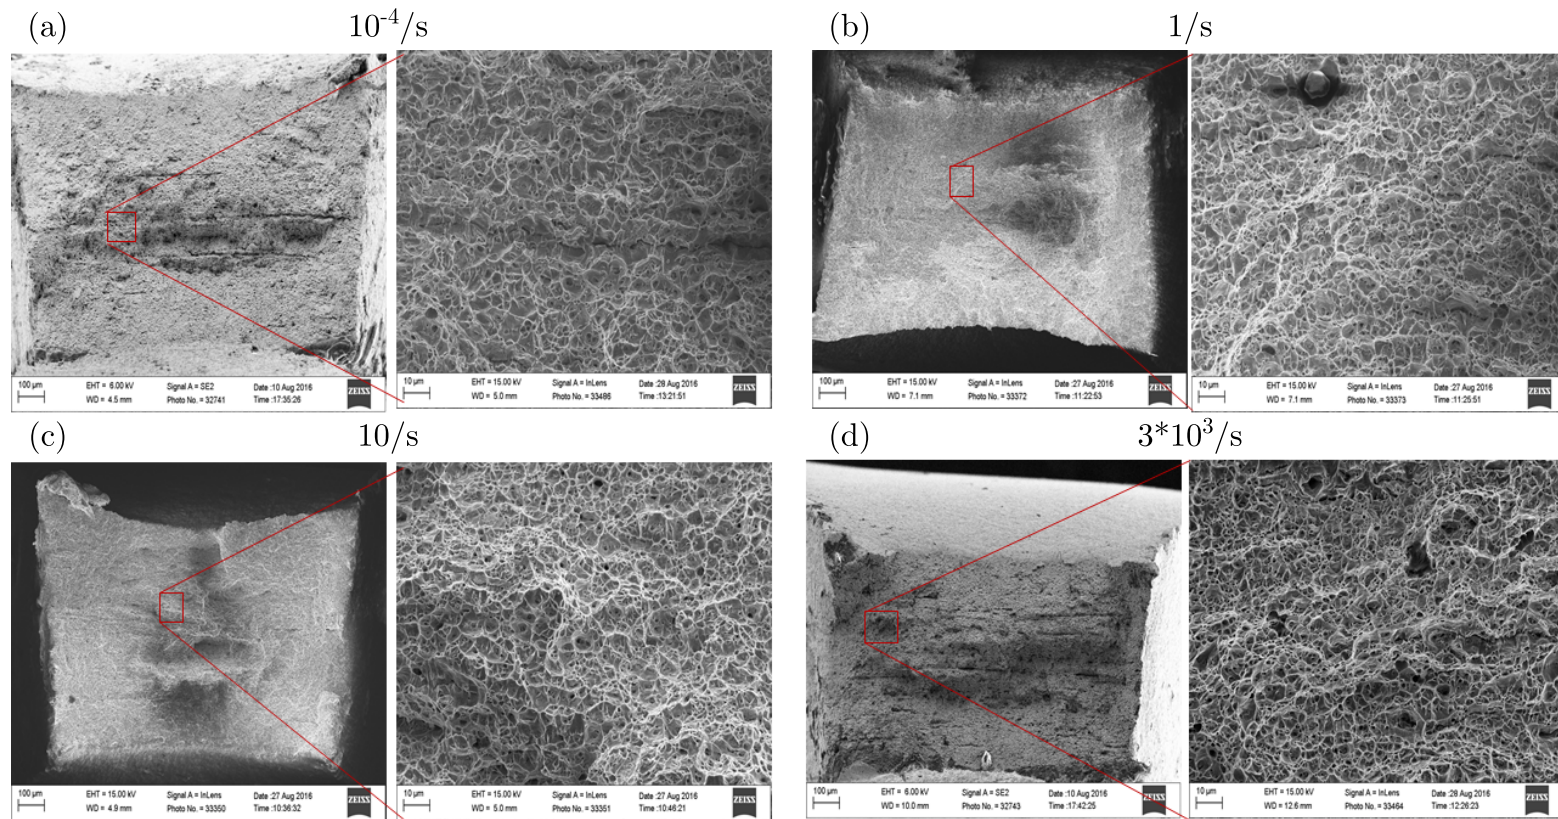 (a) 10-4/s (b) 1/s
100 µm EHT = 6.00 kV Signal A = SE2 Date :10 Aug 2016 ZEISS
WD = 4.5 mm Photo No. = 32741 Time :17:35:26
10 µm EHT = 15.00 kV Signal A = InLens Date :28 Aug 2016 ZEISS
WD = 5.0 mm Photo No. = 33486 Time :13:21:51
100 µm EHT = 15.00 kV Signal A = InLens Date :27 Aug 2016 ZEISS
WD = 7.1 mm Photo No. = 33372 Time :11:22:53
10 µm EHT = 15.00 kV Signal A = InLens Date :27 Aug 2016 ZEISS
WD = 7.1 mm Photo No. = 33373 Time :11:25:51
(c) 10/s (d) 3*10³/s
100 µm EHT = 15.00 kV Signal A = InLens Date :27 Aug 2016 ZEISS
WD = 4.9 mm Photo No. = 33350 Time :10:36:32
10 µm EHT = 15.00 kV Signal A = InLens Date :27 Aug 2016 ZEISS
WD = 5.0 mm Photo No. = 33351 Time :10:46:21
100 µm EHT = 6.00 kV Signal A = SE2 Date :10 Aug 2016 ZEISS
WD = 10.0 mm Photo No. = 32743 Time :17:42:25
10 µm EHT = 15.00 kV Signal A = InLens Date :28 Aug 2016 ZEISS
WD = 12.6 mm Photo No. = 33464 Time :12:26:23